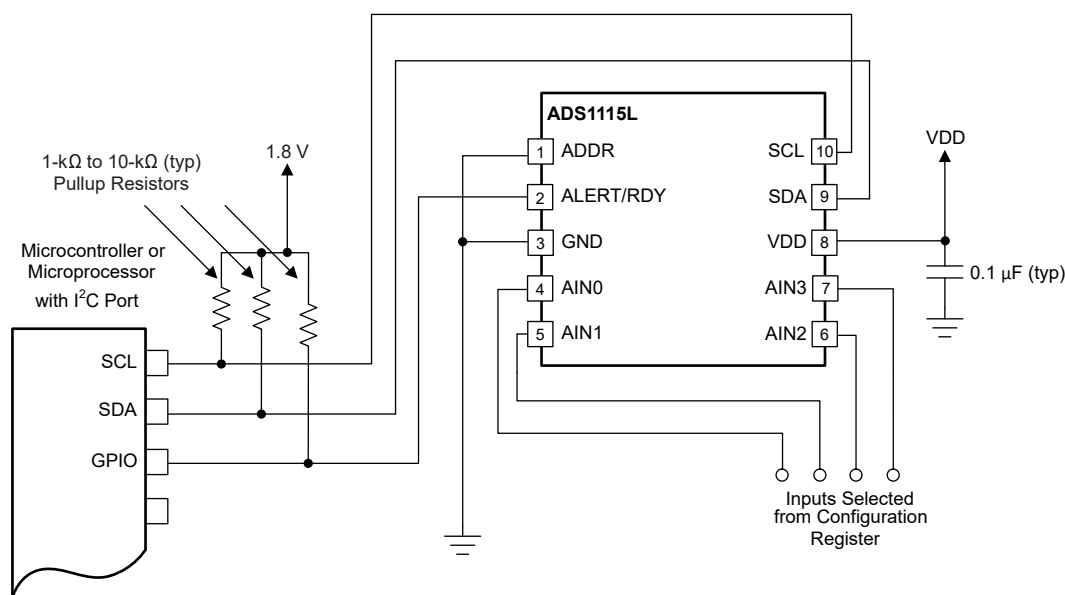 ADS1115L
1 ADDR
2 ALERT/RDY
3 GND
4 AIN0
5 AIN1
SCL 10
SDA 9
VDD 8
AIN3 7
AIN2 6
VDD
0.1 µF (typ)
1-kΩ to 10-kΩ (typ)
Pullup Resistors
1.8 V
Microcontroller or
Microprocessor
with I²C Port
SCL
SDA
GPIO
Inputs Selected
from Configuration
Register